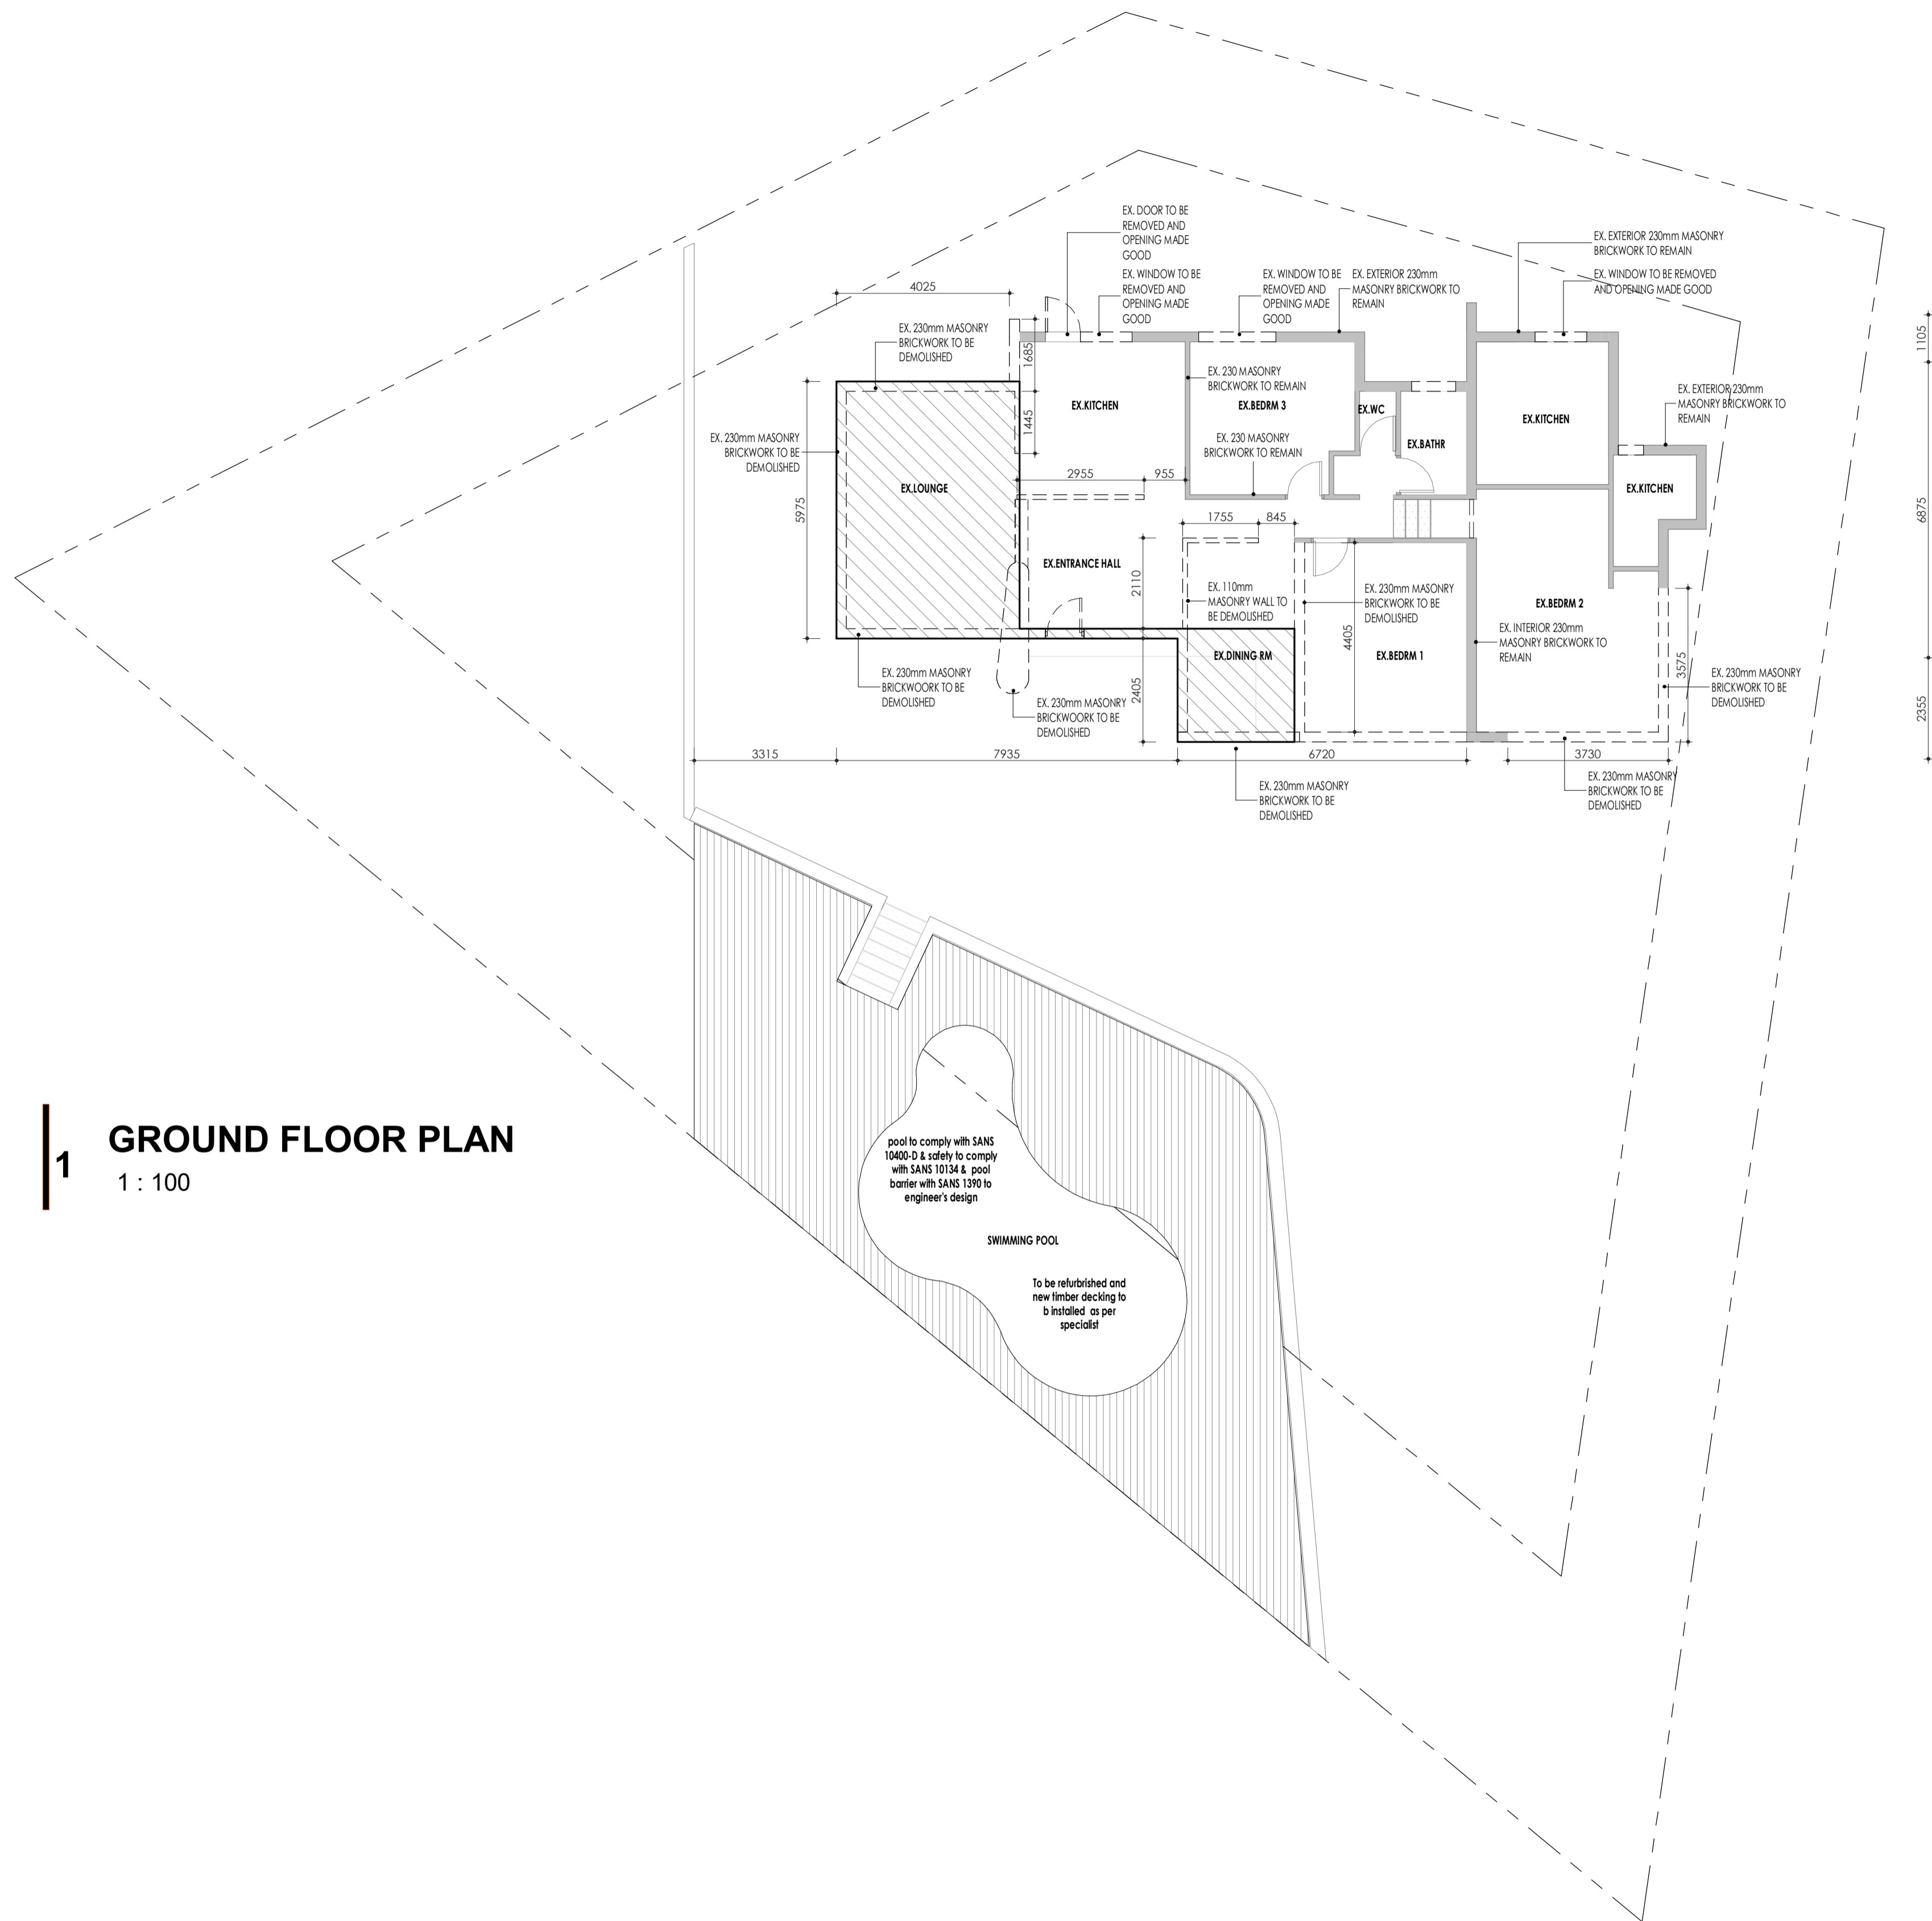 EX. DOOR TO BE
REMOVED AND
OPENING MADE
GOOD
EX. WINDOW TO BE
REMOVED AND
OPENING MADE
GOOD
EX. WINDOW TO BE
REMOVED AND
OPENING MADE
GOOD
EX. EXTERIOR 230mm
MASONRY BRICKWORK TO
REMAIN
EX. EXTERIOR 230mm MASONRY
BRICKWORK TO REMAIN
EX. WINDOW TO BE REMOVED
AND OPENING MADE GOOD
4025
EX. 230mm MASONRY
BRICKWORK TO BE
DEMOLISHED
1685
1445
1105
EX. 230 MASONRY
BRICKWORK TO REMAIN
EX.KITCHEN
EX.BEDRM 3
EX.WC
EX.BATHR
EX.KITCHEN
EX. EXTERIOR 230mm
MASONRY BRICKWORK TO
REMAIN
EX. 230mm MASONRY
BRICKWORK TO BE
DEMOLISHED
EX. 230 MASONRY
BRICKWORK TO REMAIN
2955
955
EX.LOUNGE
EX.KITCHEN
5975
6875
1755
845
EX.ENTRANCE HALL
2110
EX. 110mm
MASONRY WALL TO
BE DEMOLISHED
EX. 230mm MASONRY
BRICKWORK TO BE
DEMOLISHED
EX.BEDRM 2
4405
EX. INTERIOR 230mm
MASONRY BRICKWORK TO
REMAIN
EX.DINING RM
EX.BEDRM 1
3575
EX. 230mm MASONRY
BRICKWOORK TO BE
DEMOLISHED
EX. 230mm MASONRY
BRICKWORK TO BE
DEMOLISHED
2405
2355
EX. 230mm MASONRY
BRICKWOORK TO BE
DEMOLISHED
3315
7935
6720
3730
EX. 230mm MASONRY
BRICKWORK TO BE
DEMOLISHED
EX. 230mm MASONRY
BRICKWORK TO BE
DEMOLISHED
1
GROUND FLOOR PLAN
1 : 100
pool to comply with SANS
10400-D & safety to comply
with SANS 10134 & pool
barrier with SANS 1390 to
engineer's design
SWIMMING POOL
To be refurbrished and
new timber decking to
b installed as per
specialist